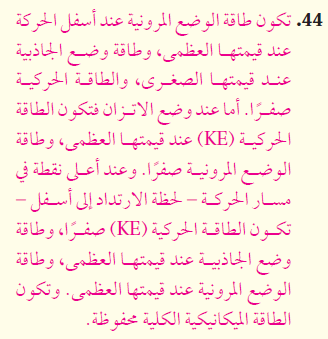 44. تكون طاقة الوضع المرونية عند أسفل الحركة
عند قيمتها العظمى، وطاقة وضع الجاذبية
عند قيمتها الصغرى، والطاقة الحركية
صفرًا. أما عند وضع الاتزان فتكون الطاقة
الحركية (KE) عند قيمتها العظمى، وطاقة
الوضع المرونية صفرًا. وعند أعلى نقطة في
مسار الحركة – لحظة الارتداد إلى أسفل –
تكون الطاقة الحركية (KE) صفرًا، وطاقة
وضع الجاذبية عند قيمتها العظمى، وطاقة
الوضع المرونية عند قيمتها العظمى. وتكون
الطاقة الميكانيكية الكلية محفوظة.